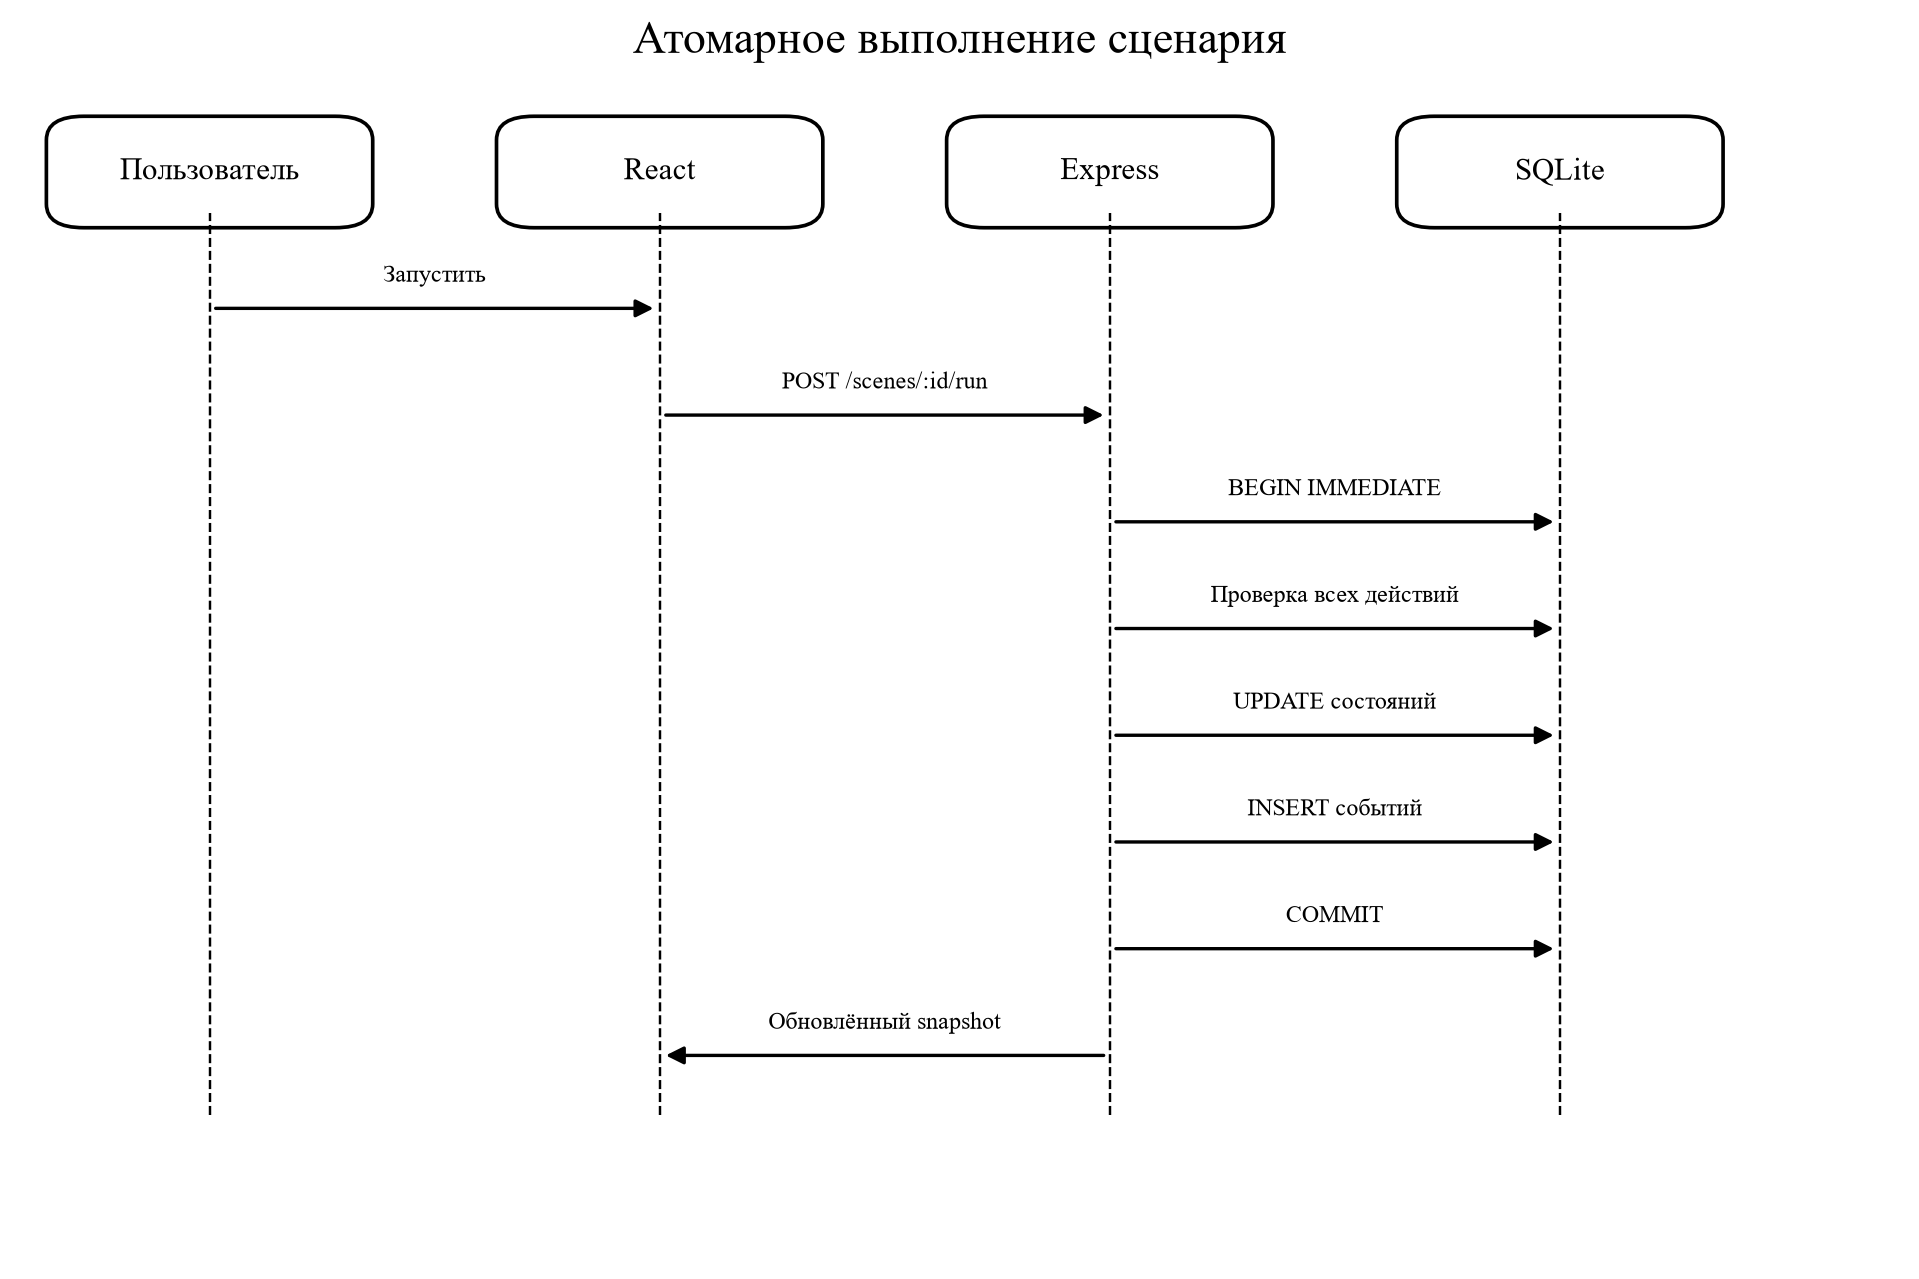 Атомарное выполнение сценария
Пользователь
React
Express
SQLite
Запустить
POST /scenes/:id/run
BEGIN IMMEDIATE
Проверка всех действий
UPDATE состояний
INSERT событий
COMMIT
Обновлённый snapshot